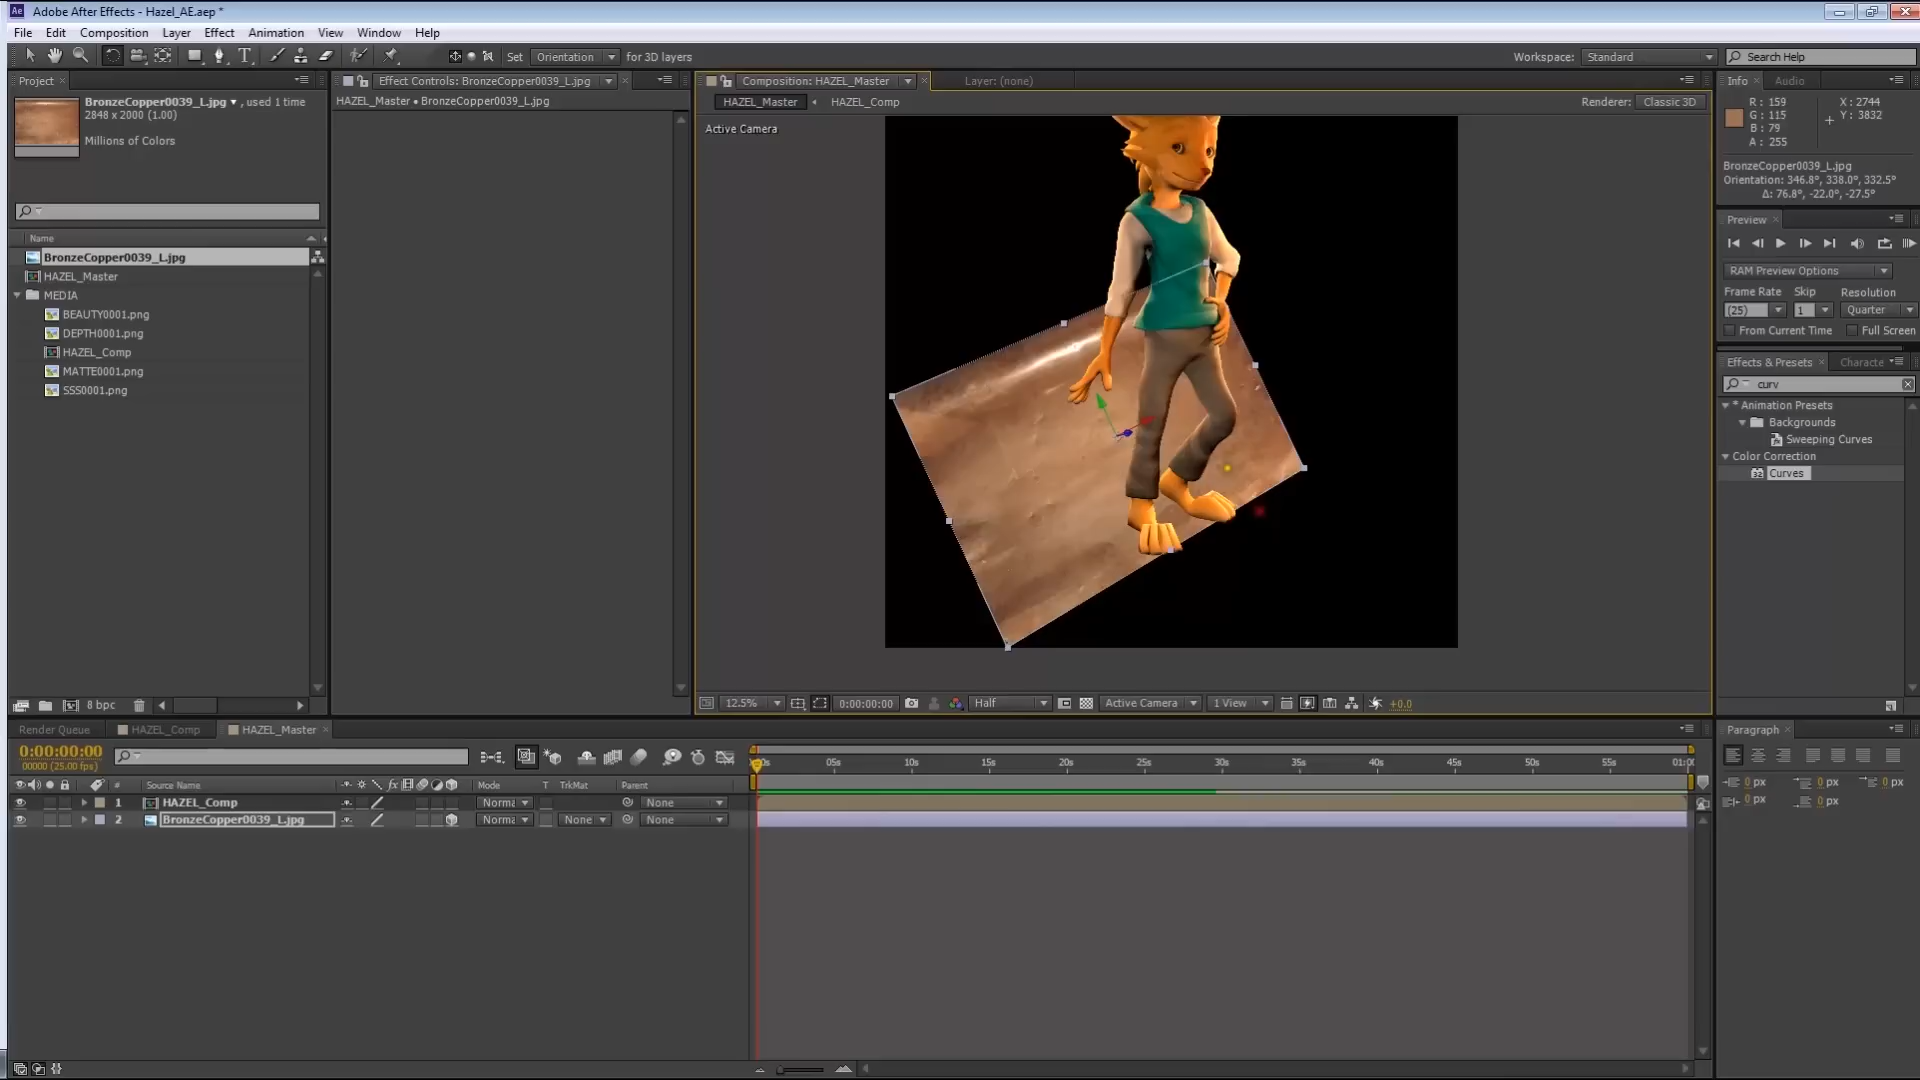 Adobe After Effects - Hazel_AE.aep *
File Edit Composition Layer Effect Animation View Window Help
Set Orientation for 3D layers
Workspace: Standard
Search Help
Project
BronzeCopper0039_L.jpg ▾ , used 1 time
2848 x 2000 (1.00)
Millions of Colors
Name
BronzeCopper0039_L.jpg
HAZEL_Master
MEDIA
BEAUTY0001.png
DEPTH0001.png
HAZEL_Comp
MATTE0001.png
SSS0001.png
8 bpc
Effect Controls: BronzeCopper0039_L.jpg
HAZEL_Master • BronzeCopper0039_L.jpg
Composition: HAZEL_Master
Layer: (none)
HAZEL_Master HAZEL_Comp
Renderer: Classic 3D
Active Camera
12.5% 0:00:00:00 Half Active Camera 1 View +0.0
Info Audio
R : 159
G : 115
B : 79
A : 255
X : 2744
Y : 3832
BronzeCopper0039_L.jpg
Orientation: 346.8°, 338.0°, 332.5°
Δ: 76.8°, -22.0°, -27.5°
Preview
RAM Preview Options
Frame Rate Skip Resolution
(25) 1 Quarter
From Current Time Full Screen
Effects & Presets Characte
curv
* Animation Presets
Backgrounds
Sweeping Curves
Color Correction
Curves
Render Queue HAZEL_Comp HAZEL_Master
0:00:00:00
00000 (25.00 fps)
# Source Name Mode T TrkMat Parent
1 HAZEL_Comp Norma None
2 BronzeCopper0039_L.jpg Norma None None
05s 10s 15s 20s 25s 30s 35s 40s 45s 50s 55s 01:00
Paragraph
0 px 0 px 0 px
0 px 0 px